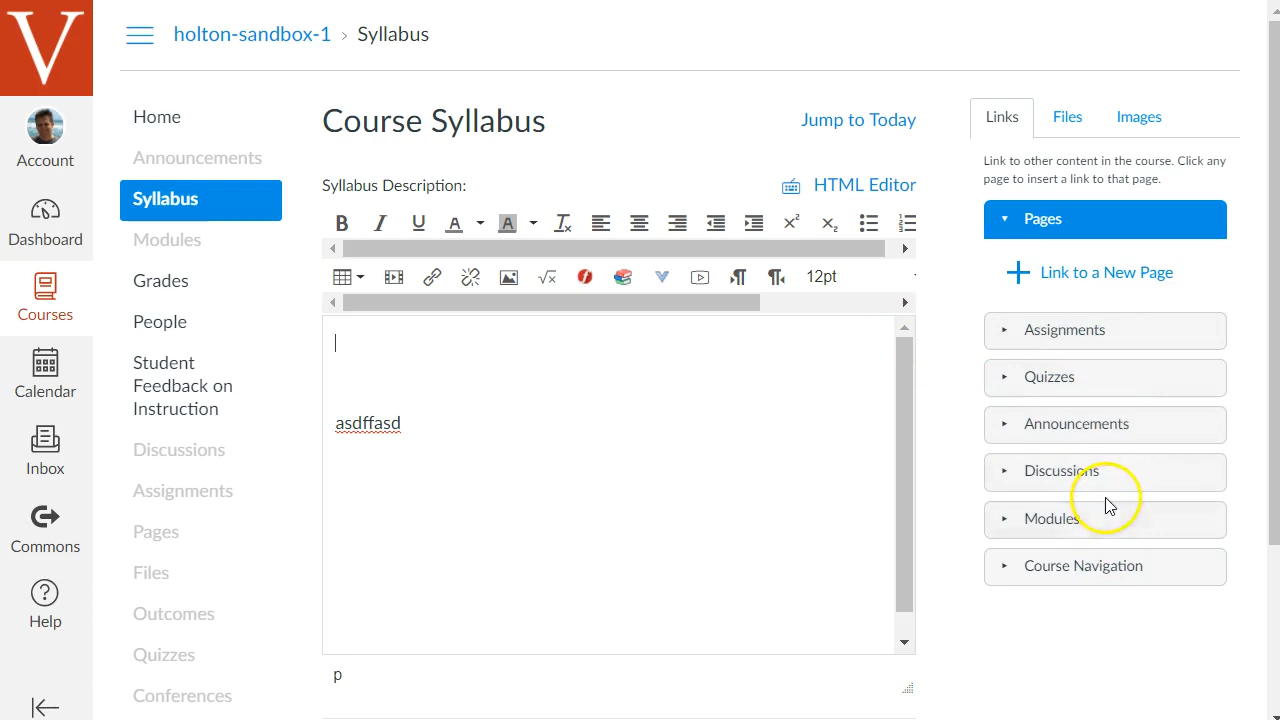 V
holton-sandbox-1 › Syllabus
Account
Dashboard
Courses
Calendar
Inbox
Commons
Help
Home
Announcements
Syllabus
Modules
Grades
People
Student
Feedback on
Instruction
Discussions
Assignments
Pages
Files
Outcomes
Quizzes
Conferences
Course Syllabus
Jump to Today
Syllabus Description:
HTML Editor
12pt
asdffasd
p
Links Files Images
Link to other content in the course. Click any
page to insert a link to that page.
Pages
Link to a New Page
Assignments
Quizzes
Announcements
Discussions
Modules
Course Navigation